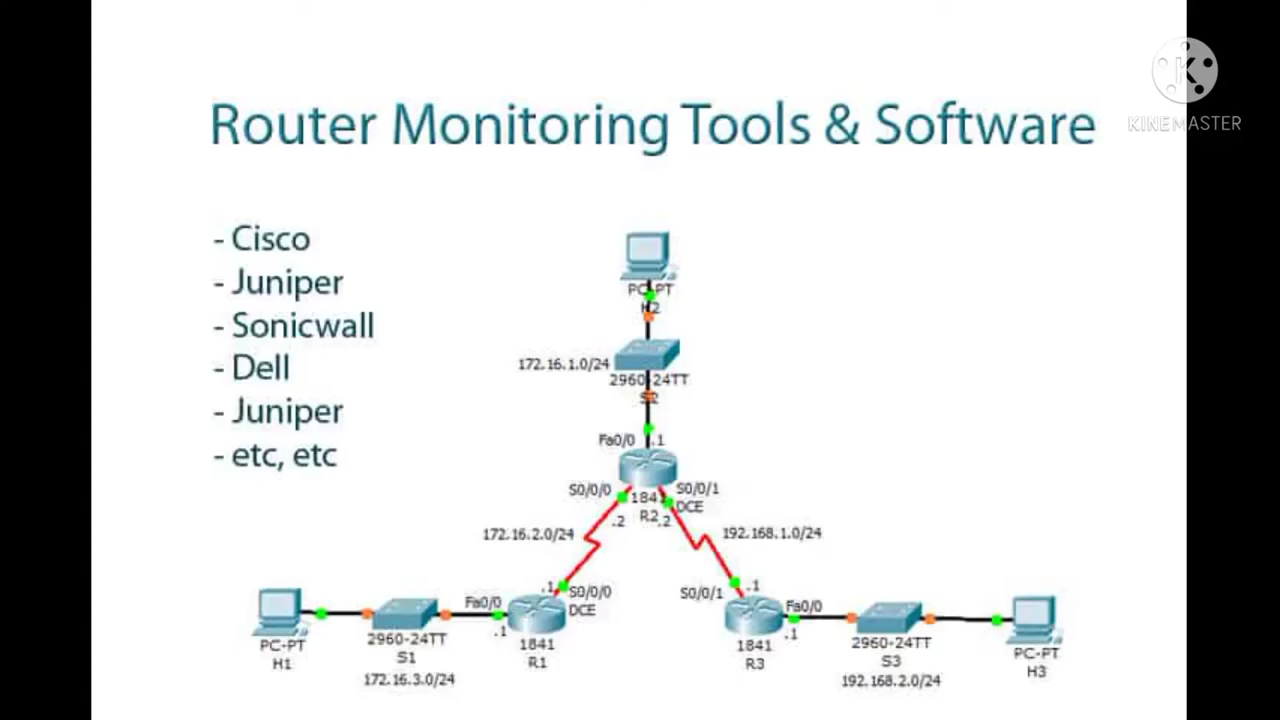 Router Monitoring Tools & Software
KINEMASTER
- Cisco
- Juniper
- Sonicwall
- Dell
- Juniper
- etc, etc
PC-PT
H2
172.16.1.0/24
2960-24TT
S2
Fa0/0
.1
S0/0/0
1841
S0/0/1
DCE
R2
.2
.2
172.16.2.0/24
192.168.1.0/24
.1
S0/0/0
DCE
S0/0/1
.1
Fa0/0
.1
Fa0/0
.1
PC-PT
H1
2960-24TT
S1
172.16.3.0/24
1841
R1
1841
R3
2960-24TT
S3
192.168.2.0/24
PC-PT
H3